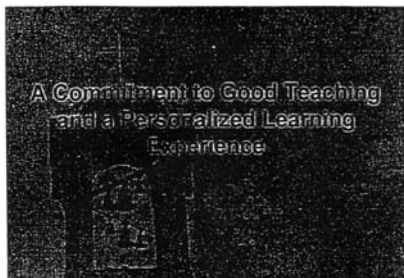 A Commitment to Good Teaching
and a Personalized Learning
Experience